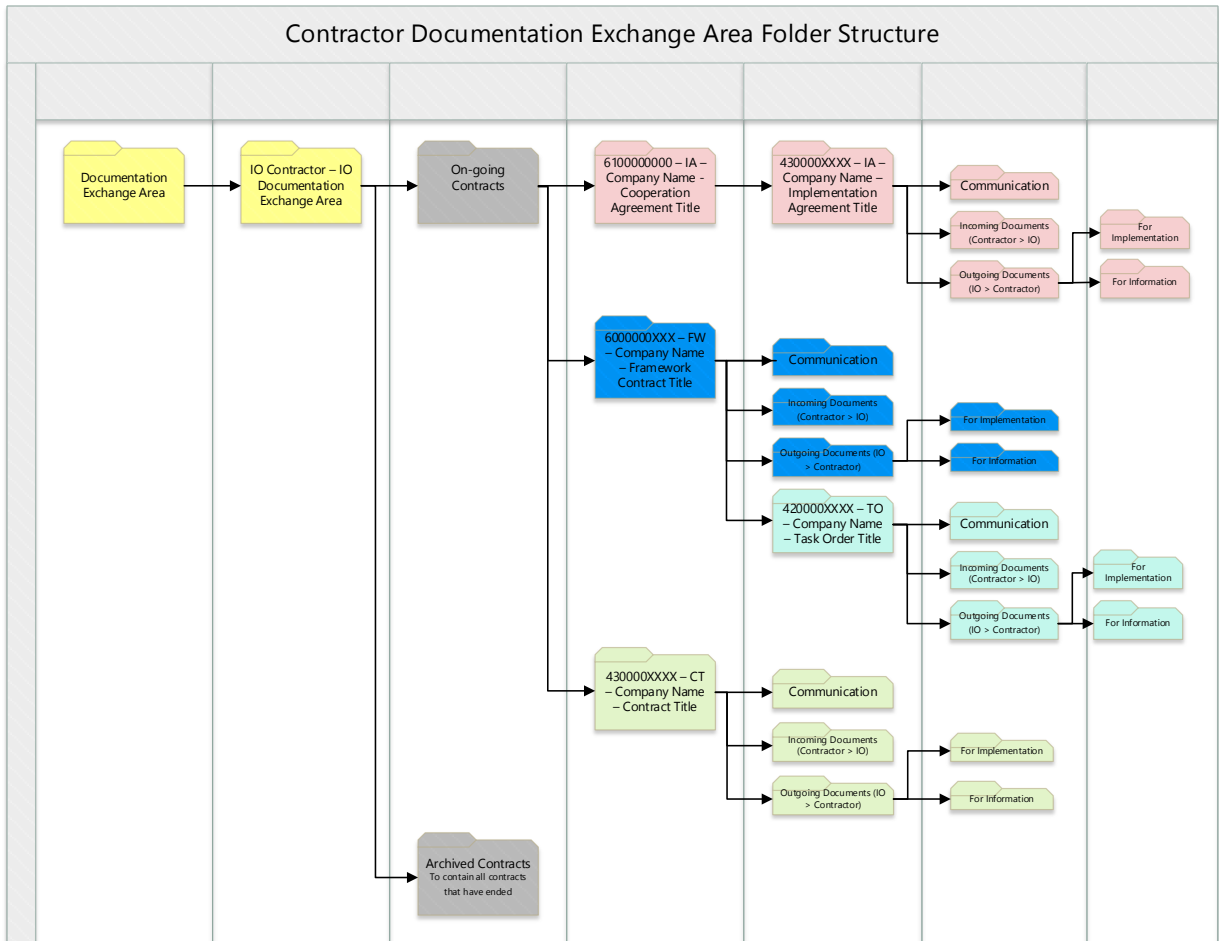 Contractor Documentation Exchange Area Folder Structure
Documentation
Exchange Area
IO Contractor – IO
Documentation
Exchange Area
On-going
Contracts
6100000000 – IA –
Company Name -
Cooperation
Agreement Title
430000XXXX – IA –
Company Name –
Implementation
Agreement Title
Communication
Incoming Documents
(Contractor > IO)
Outgoing Documents
(IO > Contractor)
For
Implementation
For Information
6000000XXX – FW
– Company Name
– Framework
Contract Title
Communication
Incoming Documents
(Contractor > IO)
Outgoing Documents (IO
> Contractor)
For Implementation
For Information
420000XXXX – TO
– Company Name
– Task Order Title
Communication
Incoming Documents
(Contractor > IO)
Outgoing Documents
(IO > Contractor)
For
Implementation
For Information
430000XXXX – CT
– Company Name
– Contract Title
Communication
Incoming Documents
(Contractor > IO)
Outgoing Documents (IO
> Contractor)
For Implementation
For Information
Archived Contracts
To contain all contracts
that have ended